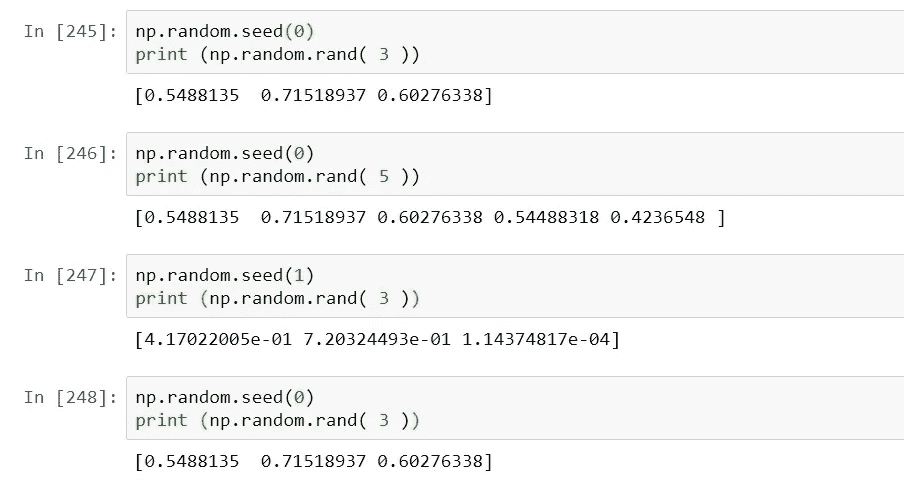 In [245]: np.random.seed(0)
print (np.random.rand( 3 ))
[0.5488135  0.71518937 0.60276338]
In [246]: np.random.seed(0)
print (np.random.rand( 5 ))
[0.5488135  0.71518937 0.60276338 0.54488318 0.4236548 ]
In [247]: np.random.seed(1)
print (np.random.rand( 3 ))
[4.17022005e-01 7.20324493e-01 1.14374817e-04]
In [248]: np.random.seed(0)
print (np.random.rand( 3 ))
[0.5488135  0.71518937 0.60276338]